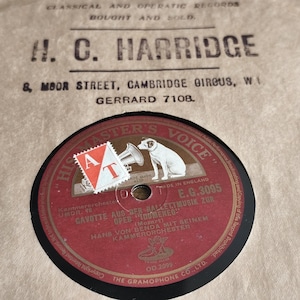 CLASSICAL AND OPERATIC RECORDS
BOUGHT AND SOLD.
H. C. HARRIDGE
8, MOOR STREET, CAMBRIDGE CIRCUS, W.1
GERRARD 7108.
HIS MASTER'S VOICE
A
T
MADE IN ENGLAND
E.G. 3095
GAVOTTE AUS DER BALLETTMUSIK ZUR
OPER "IDOMENEO"
HANS VON BENDA MIT SEINEM
KAMMERORCHESTER
THE GRAMOPHONE CO., LTD.